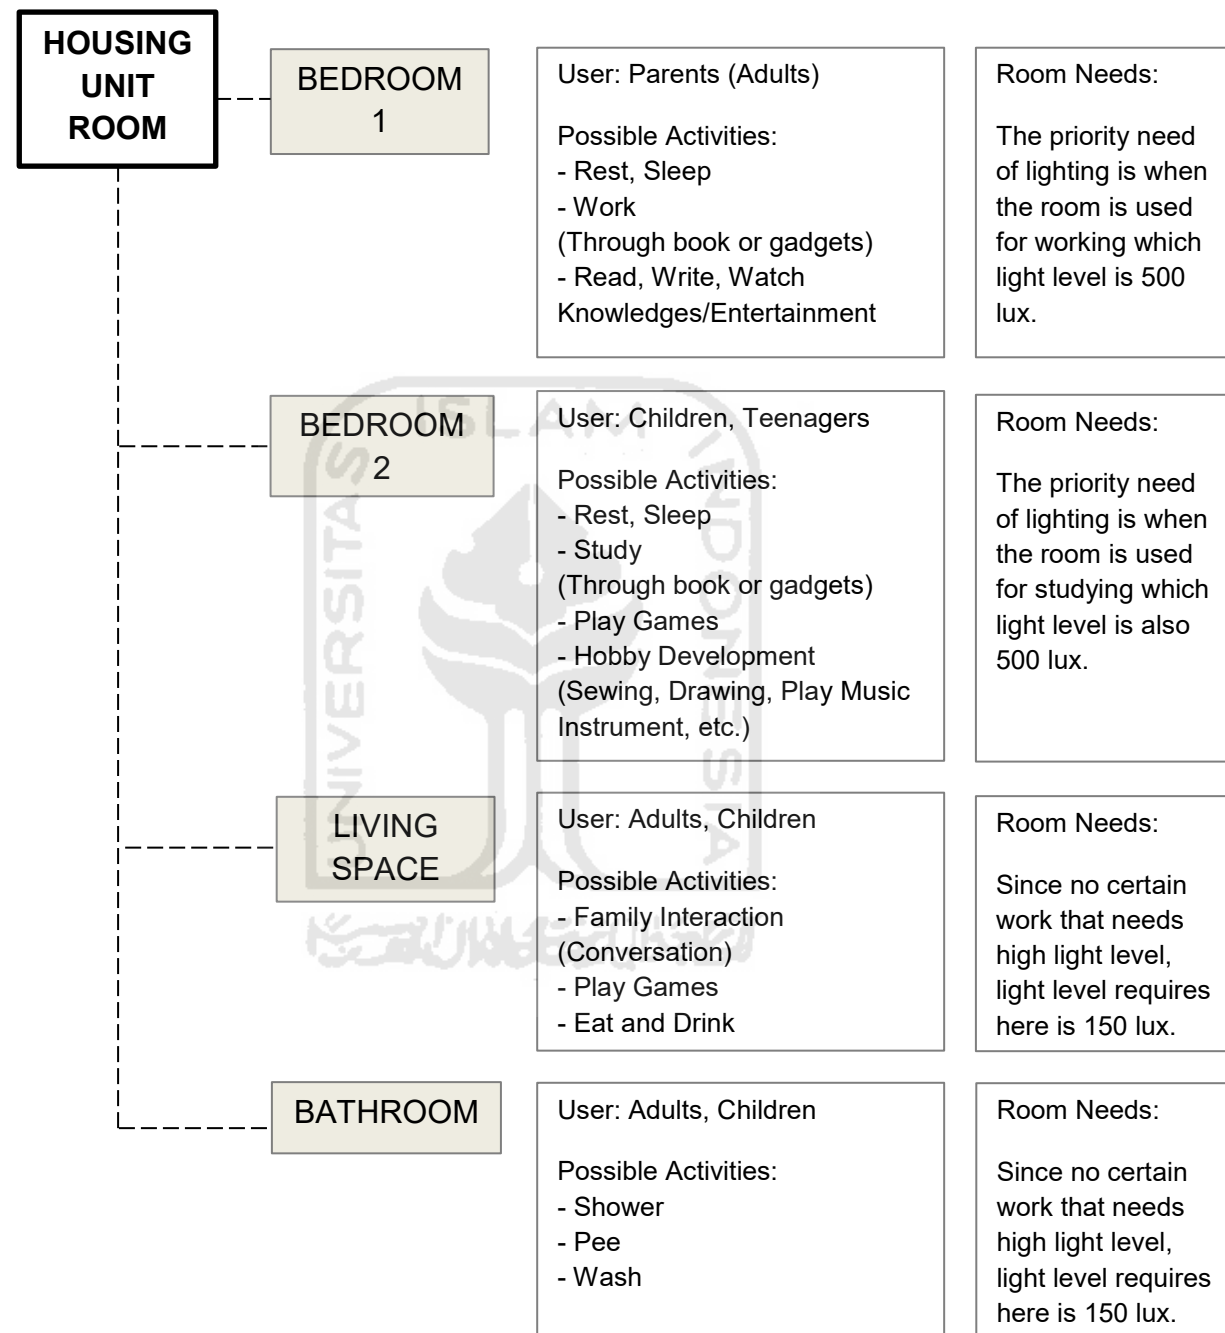 HOUSING
UNIT
ROOM
BEDROOM
1
User: Parents (Adults)
Possible Activities:
- Rest, Sleep
- Work
(Through book or gadgets)
- Read, Write, Watch
Knowledges/Entertainment
Room Needs:
The priority need
of lighting is when
the room is used
for working which
light level is 500
lux.
BEDROOM
2
User: Children, Teenagers
Possible Activities:
- Rest, Sleep
- Study
(Through book or gadgets)
- Play Games
- Hobby Development
(Sewing, Drawing, Play Music
Instrument, etc.)
Room Needs:
The priority need
of lighting is when
the room is used
for studying which
light level is also
500 lux.
LIVING
SPACE
User: Adults, Children
Possible Activities:
- Family Interaction
(Conversation)
- Play Games
- Eat and Drink
Room Needs:
Since no certain
work that needs
high light level,
light level requires
here is 150 lux.
BATHROOM
User: Adults, Children
Possible Activities:
- Shower
- Pee
- Wash
Room Needs:
Since no certain
work that needs
high light level,
light level requires
here is 150 lux.
UNIVERSITAS
ISLAM
INDONESIA